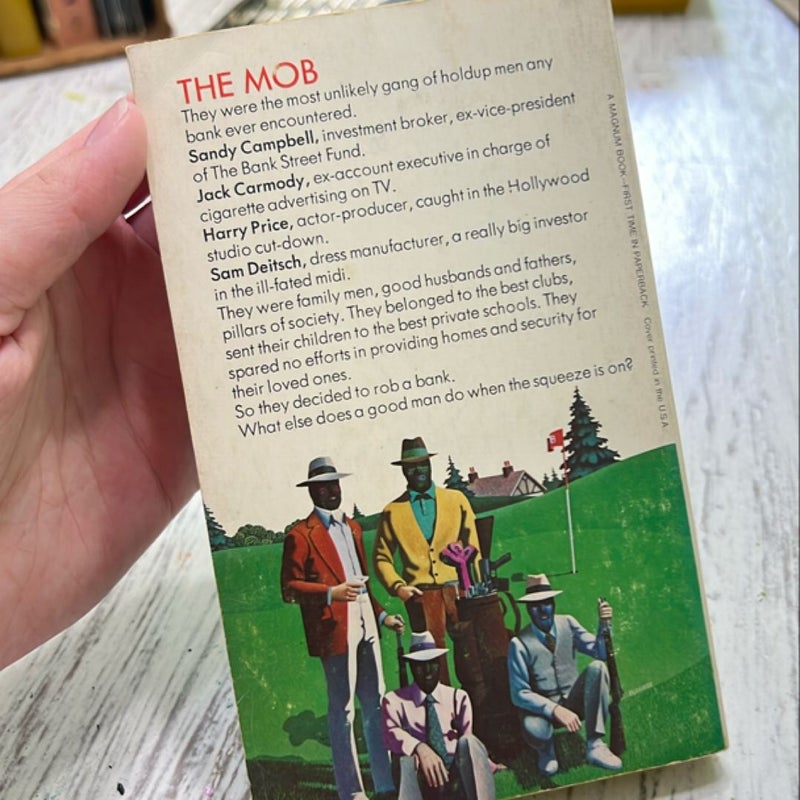 THE MOB
They were the most unlikely gang of holdup men any
bank ever encountered.
Sandy Campbell, investment broker, ex-vice-president
of The Bank Street Fund.
Jack Carmody, ex-account executive in charge of
cigarette advertising on TV.
Harry Price, actor-producer, caught in the Hollywood
studio cut-down.
Sam Deitsch, dress manufacturer, a really big investor
in the ill-fated midi.
They were family men, good husbands and fathers,
pillars of society. They belonged to the best clubs,
sent their children to the best private schools. They
spared no efforts in providing homes and security for
their loved ones.
So they decided to rob a bank.
What else does a good man do when the squeeze is on?
A MAGNUM BOOK—FIRST TIME IN PAPERBACK Cover printed in the U.S.A.